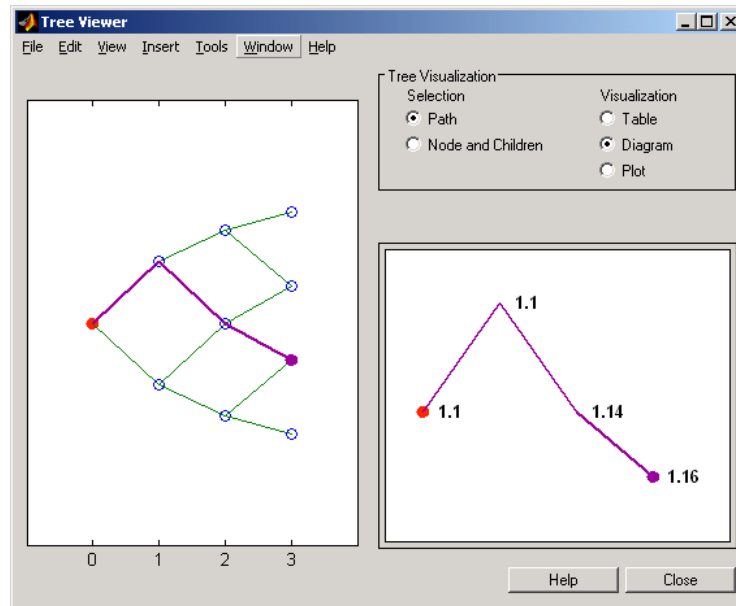 Tree Viewer
File Edit View Insert Tools Window Help
Tree Visualization
Selection Visualization
Path Table
Node and Children Diagram
Plot
1.1
1.1 1.14
1.16
0 1 2 3
Help Close